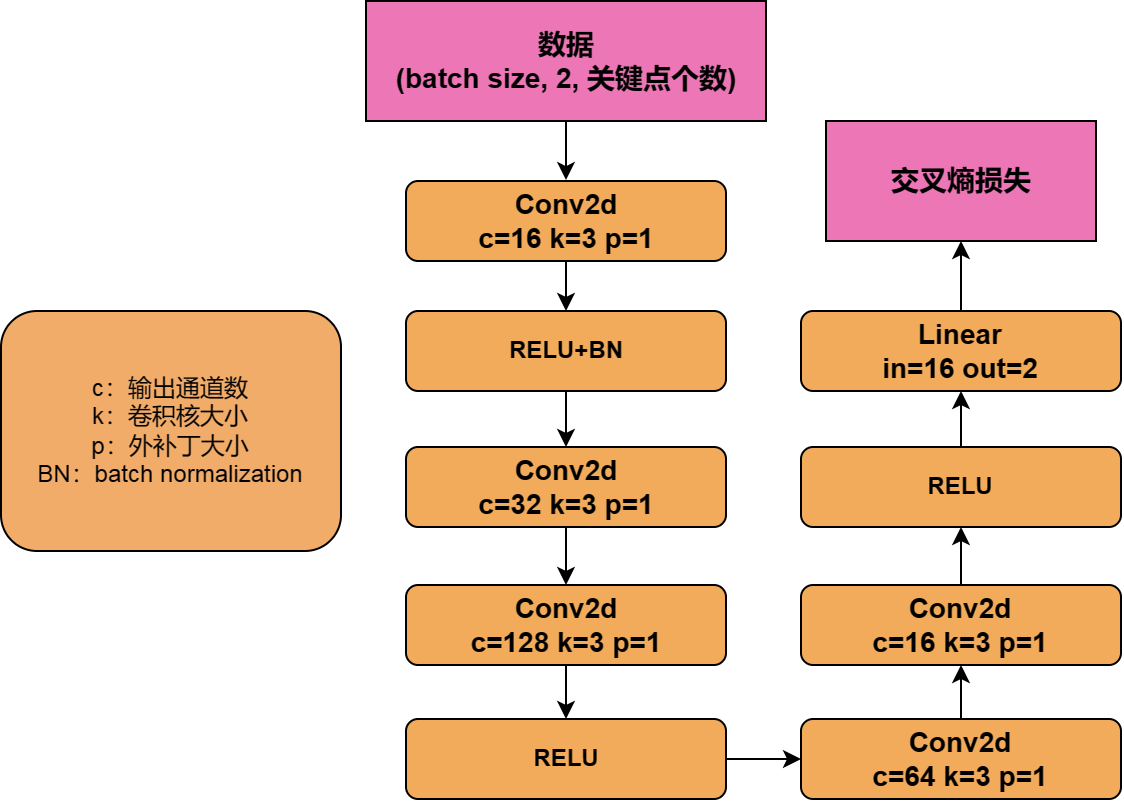 数据
(batch size, 2, 关键点个数)
Conv2d
c=16 k=3 p=1
RELU+BN
Conv2d
c=32 k=3 p=1
Conv2d
c=128 k=3 p=1
RELU
Conv2d
c=64 k=3 p=1
Conv2d
c=16 k=3 p=1
RELU
Linear
in=16 out=2
交叉熵损失
c：输出通道数
k：卷积核大小
p：外补丁大小
BN：batch normalization